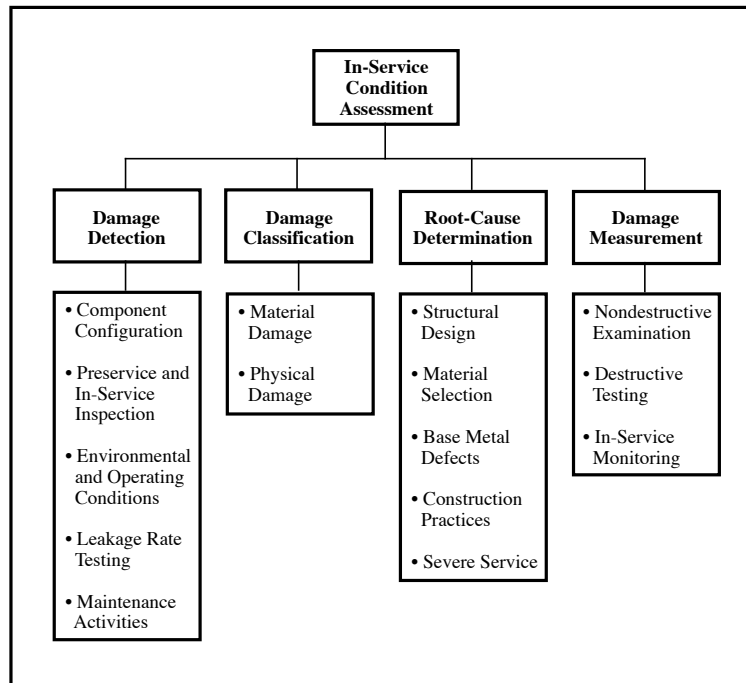 In-Service
Condition
Assessment
Damage
Detection
• Component
Configuration
• Preservice and
In-Service
Inspection
• Environmental
and Operating
Conditions
• Leakage Rate
Testing
• Maintenance
Activities
Damage
Classification
• Material
Damage
• Physical
Damage
Root-Cause
Determination
• Structural
Design
• Material
Selection
• Base Metal
Defects
• Construction
Practices
• Severe Service
Damage
Measurement
• Nondestructive
Examination
• Destructive
Testing
• In-Service
Monitoring